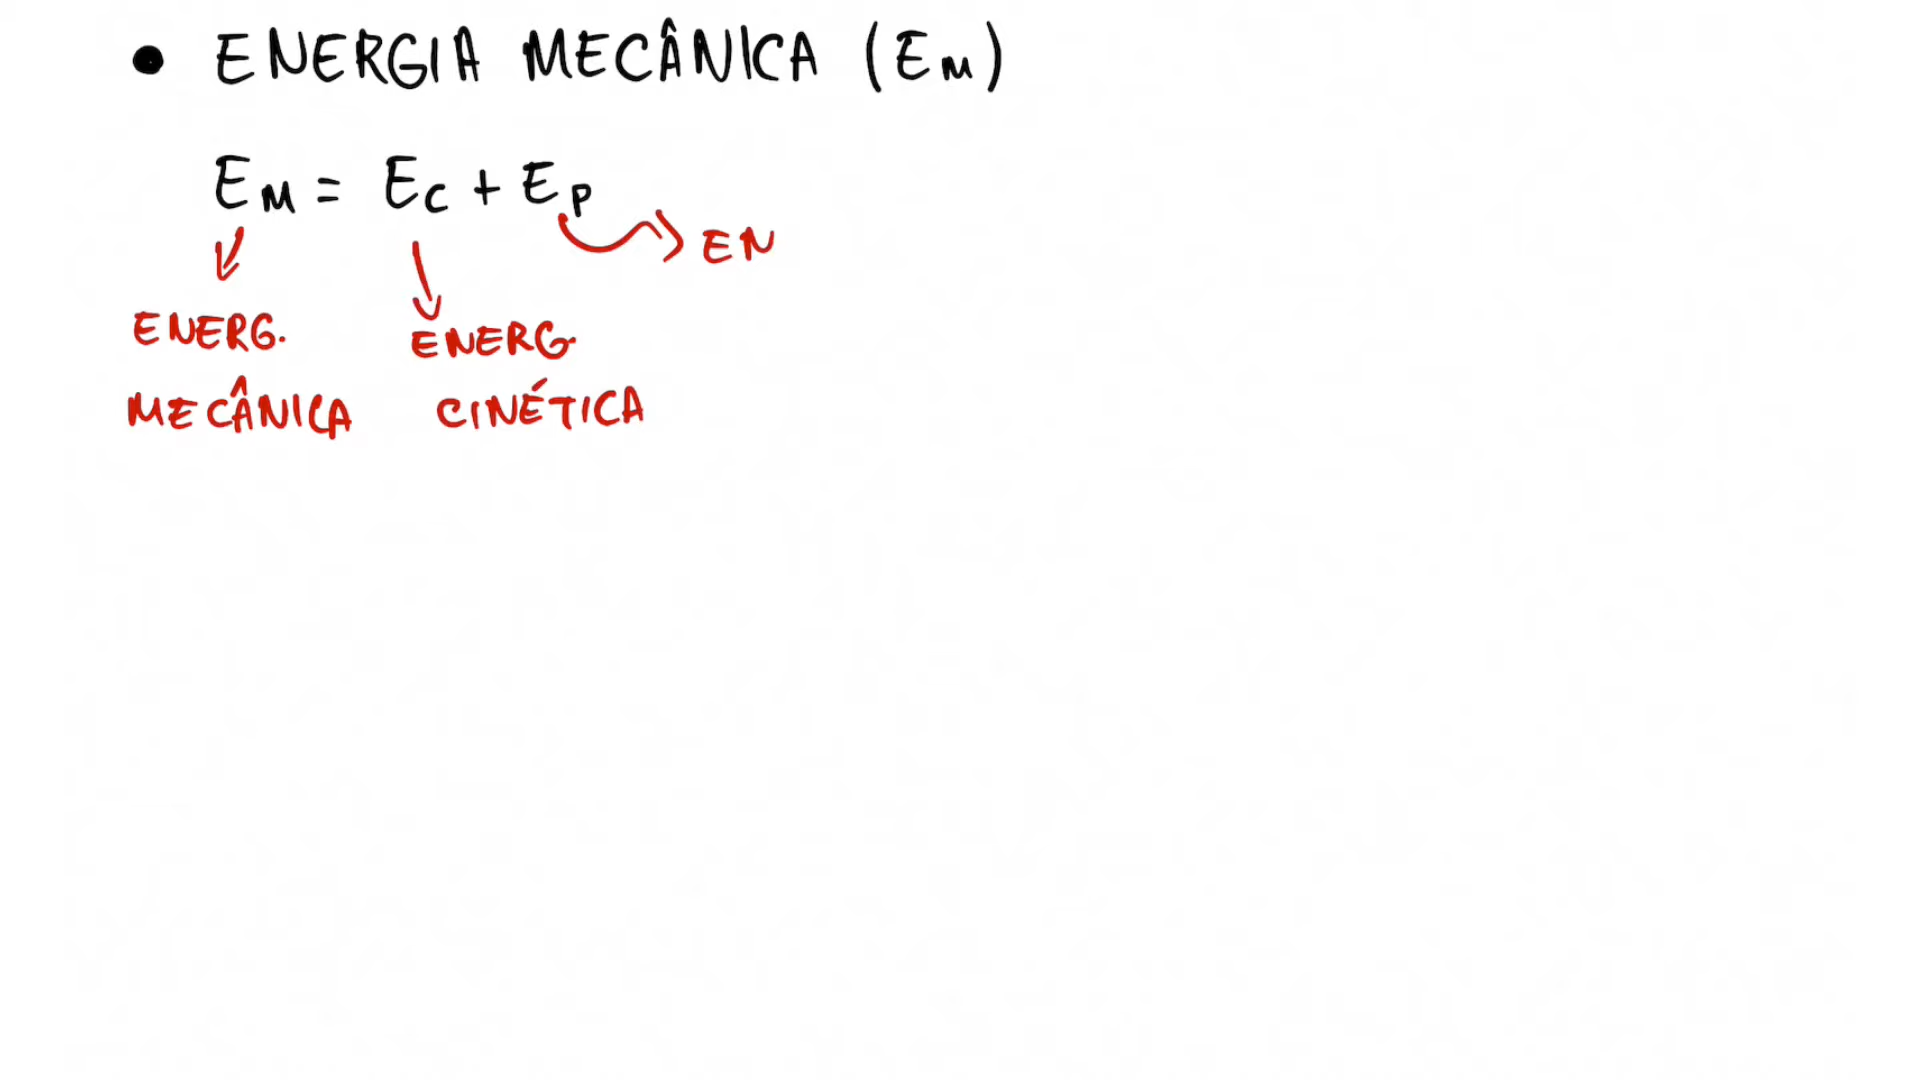 • ENERGIA MECÂNICA (EM)
EM = EC + EP
EN
ENERG. MECÂNICA
ENERG. CINÉTICA